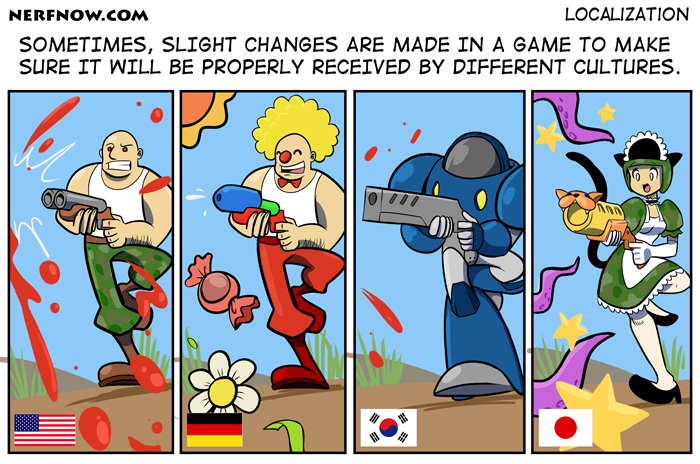 NERFNOW.COM
LOCALIZATION
SOMETIMES, SLIGHT CHANGES ARE MADE IN A GAME TO MAKE
SURE IT WILL BE PROPERLY RECEIVED BY DIFFERENT CULTURES.